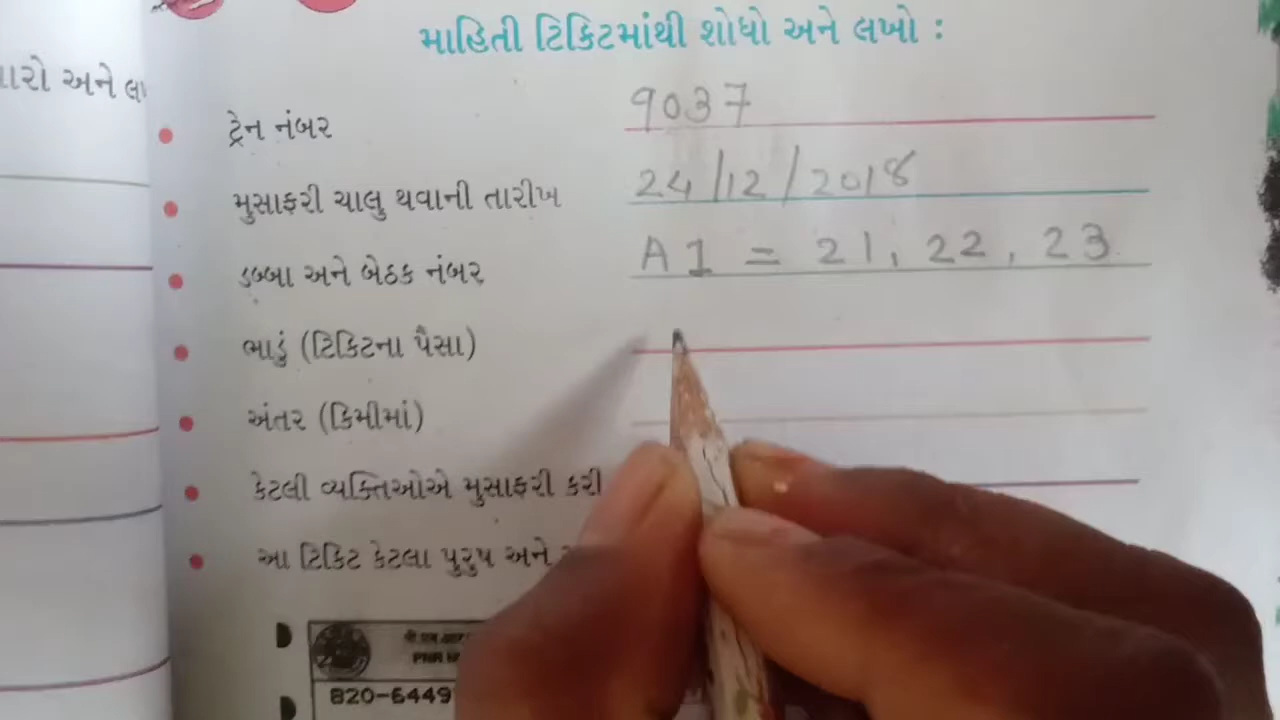 માહિતી ટિકિટમાંથી શોધો અને લખો :
અને
ટ્રેન નંબર 9037
મુસાફરી ચાલુ થવાની તારીખ 24/12/2018
ડબ્બા અને બેઠક નંબર A1 = 21, 22, 23
ભાડું (ટિકિટના પૈસા)
અંતર (કિમીમાં)
કેટલી વ્યક્તિઓએ મુસાફરી કરી
આ ટિકિટ કેટલા પુરુષ અને
PNR
820-6449